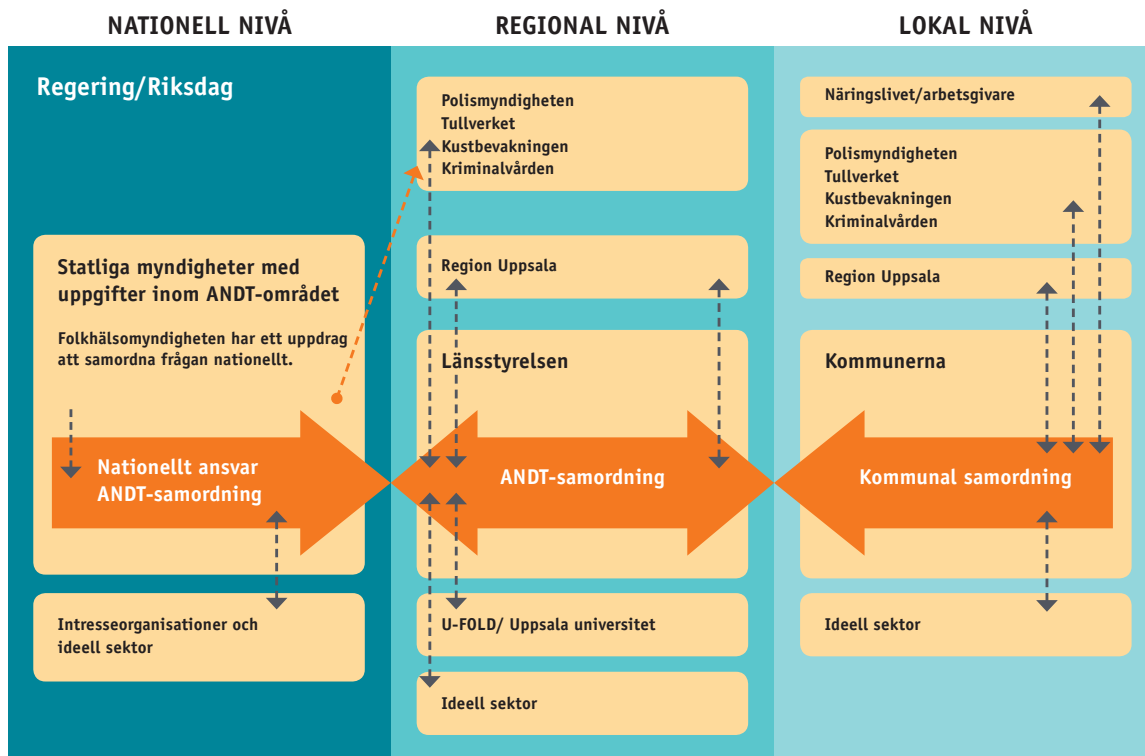 NATIONELL NIVÅ
Regering/Riksdag
Statliga myndigheter med
uppgifter inom ANDT-området
Folkhälsomyndigheten har ett uppdrag
att samordna frågan nationellt.
Nationellt ansvar
ANDT-samordning
Intresseorganisationer och
ideell sektor
REGIONAL NIVÅ
Polismyndigheten
Tullverket
Kustbevakningen
Kriminalvården
Region Uppsala
Länsstyrelsen
ANDT-samordning
U-FOLD/ Uppsala universitet
Ideell sektor
LOKAL NIVÅ
Näringslivet/arbetsgivare
Polismyndigheten
Tullverket
Kustbevakningen
Kriminalvården
Region Uppsala
Kommunerna
Kommunal samordning
Ideell sektor